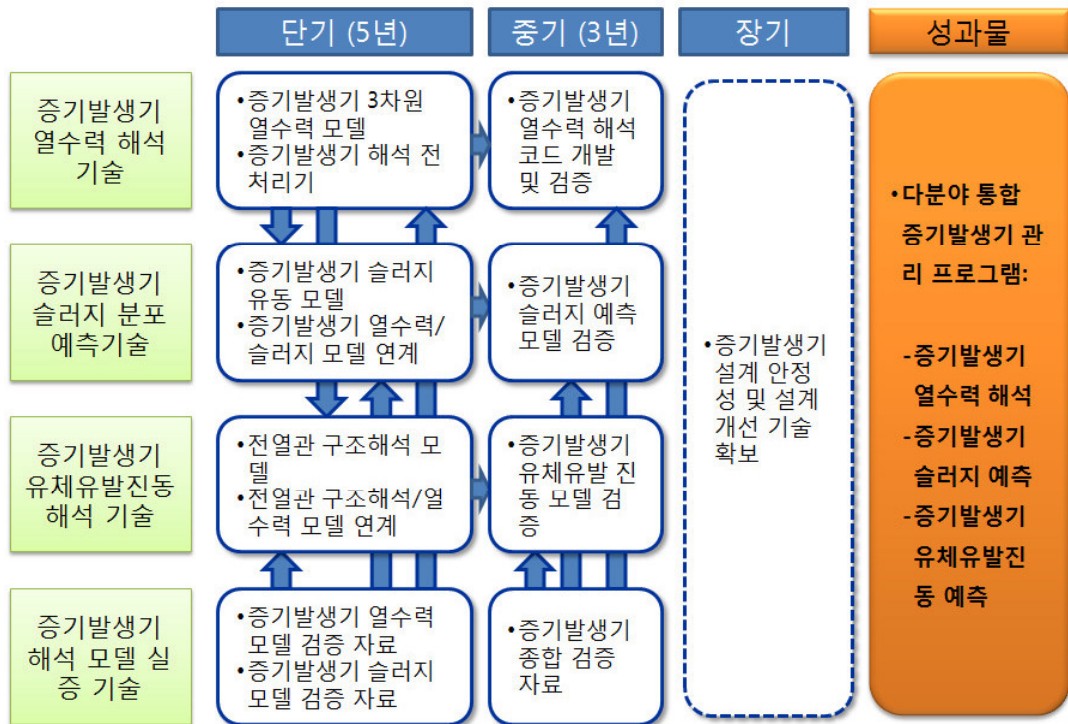 단기 (5년)
중기 (3년)
장기
성과물
증기발생기
열수력 해석
기술
•증기발생기 3차원
열수력 모델
•증기발생기 해석 전
처리기
•증기발생기
열수력 해석
코드 개발
및 검증
증기발생기
슬러지 분포
예측기술
•증기발생기 슬러지
유동 모델
•증기발생기 열수력/
슬러지 모델 연계
•증기발생기
슬러지 예측
모델 검증
증기발생기
유체유발진동
해석 기술
•전열관 구조해석 모
델
•전열관 구조해석/열
수력 모델 연계
•증기발생기
유체유발 진
동 모델 검
증
증기발생기
해석 모델 실
증 기술
•증기발생기 열수력
모델 검증 자료
•증기발생기 슬러지
모델 검증 자료
•증기발생기
종합 검증
자료
•증기발생기
설계 안정
성 및 설계
개선 기술
확보
•다분야 통합
증기발생기 관
리 프로그램:
-증기발생기
열수력 해석
-증기발생기
슬러지 예측
-증기발생기
유체유발진
동 예측